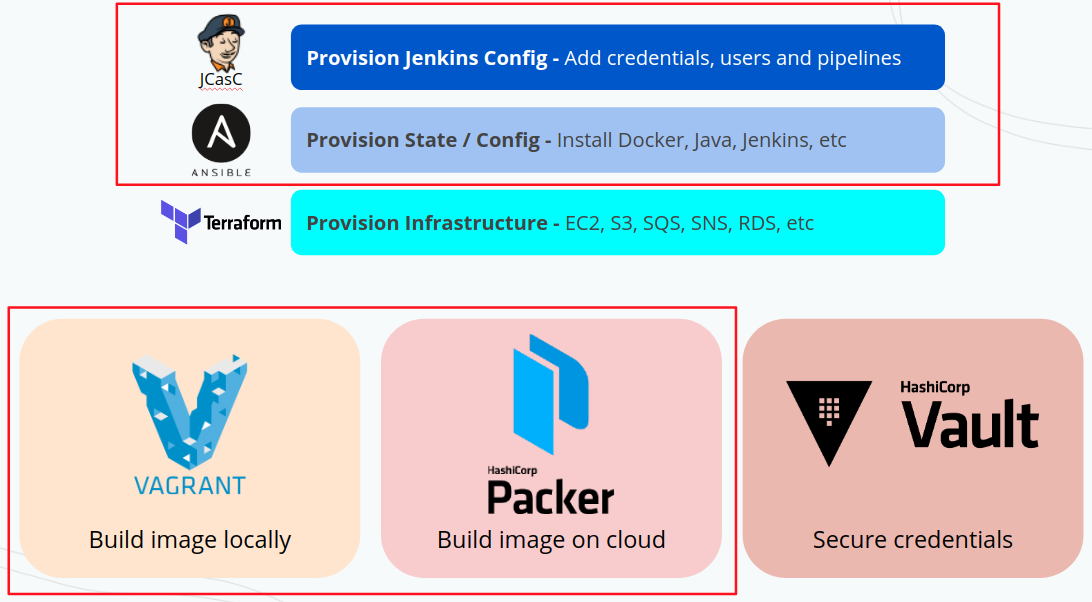 JCasC
Provision Jenkins Config - Add credentials, users and pipelines
ANSIBLE
Provision State / Config - Install Docker, Java, Jenkins, etc
Terraform
Provision Infrastructure - EC2, S3, SQS, SNS, RDS, etc
VAGRANT
Build image locally
HashiCorp
Packer
Build image on cloud
HashiCorp
Vault
Secure credentials